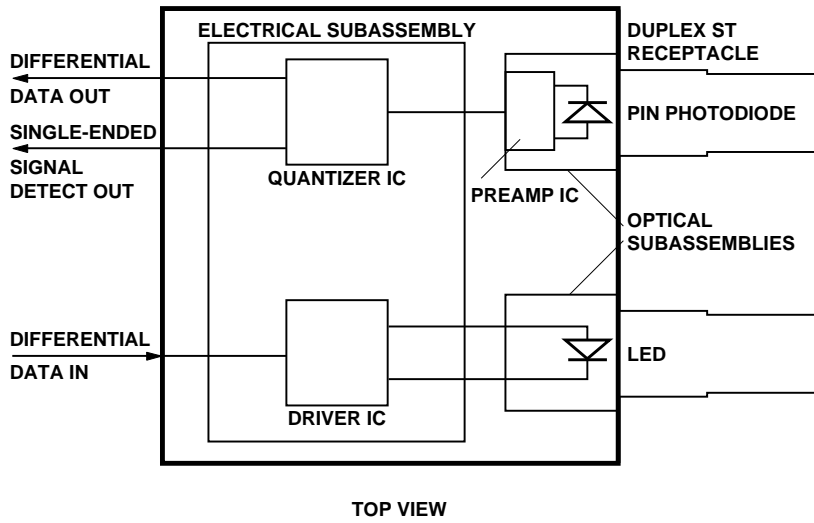 ELECTRICAL SUBASSEMBLY
DUPLEX ST
RECEPTACLE
DIFFERENTIAL
DATA OUT
PIN PHOTODIODE
SINGLE-ENDED
SIGNAL
DETECT OUT
QUANTIZER IC
PREAMP IC
OPTICAL
SUBASSEMBLIES
DIFFERENTIAL
DATA IN
LED
DRIVER IC
TOP VIEW